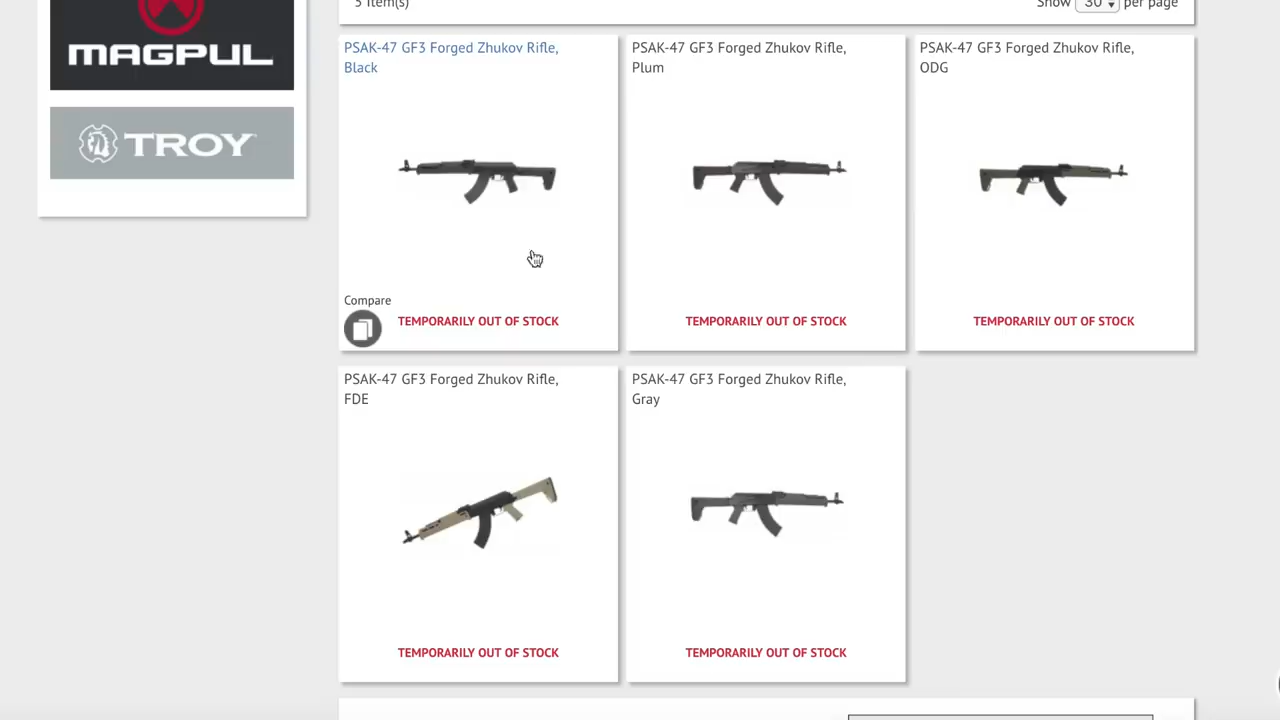 5 Item(s)
Show 30 per page
MAGPUL
TROY
PSAK-47 GF3 Forged Zhukov Rifle,
Black
Compare
TEMPORARILY OUT OF STOCK
PSAK-47 GF3 Forged Zhukov Rifle,
Plum
TEMPORARILY OUT OF STOCK
PSAK-47 GF3 Forged Zhukov Rifle,
ODG
TEMPORARILY OUT OF STOCK
PSAK-47 GF3 Forged Zhukov Rifle,
FDE
TEMPORARILY OUT OF STOCK
PSAK-47 GF3 Forged Zhukov Rifle,
Gray
TEMPORARILY OUT OF STOCK